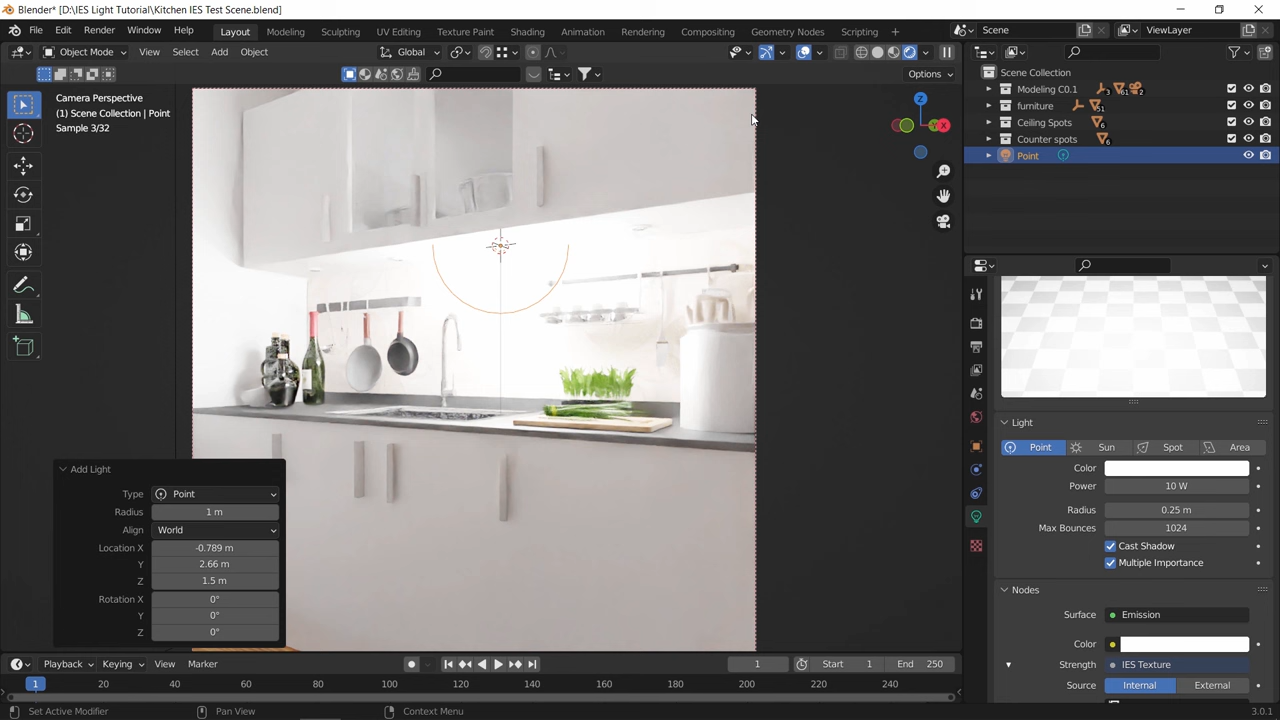 Blender* [D:\IES Light Tutorial\Kitchen IES Test Scene.blend]
File Edit Render Window Help Layout Modeling Sculpting UV Editing Texture Paint Shading Animation Rendering Compositing Geometry Nodes Scripting + Scene ViewLayer
Object Mode View Select Add Object Global
Options
Camera Perspective
(1) Scene Collection | Point
Sample 3/32
Z
Y
X
Scene Collection
Modeling C0.1 3 61 2
furniture 51
Ceiling Spots 6
Counter spots 6
Point
Light
Point Sun Spot Area
Color
Power 10 W
Radius 0.25 m
Max Bounces 1024
Cast Shadow
Multiple Importance
Nodes
Surface Emission
Color
Strength IES Texture
Source Internal External
Add Light
Type Point
Radius 1 m
Align World
Location X -0.789 m
Y 2.66 m
Z 1.5 m
Rotation X 0°
Y 0°
Z 0°
Playback Keying View Marker 1 Start 1 End 250
1 20 40 60 80 100 120 140 160 180 200 220 240
Set Active Modifier Pan View Context Menu 3.0.1